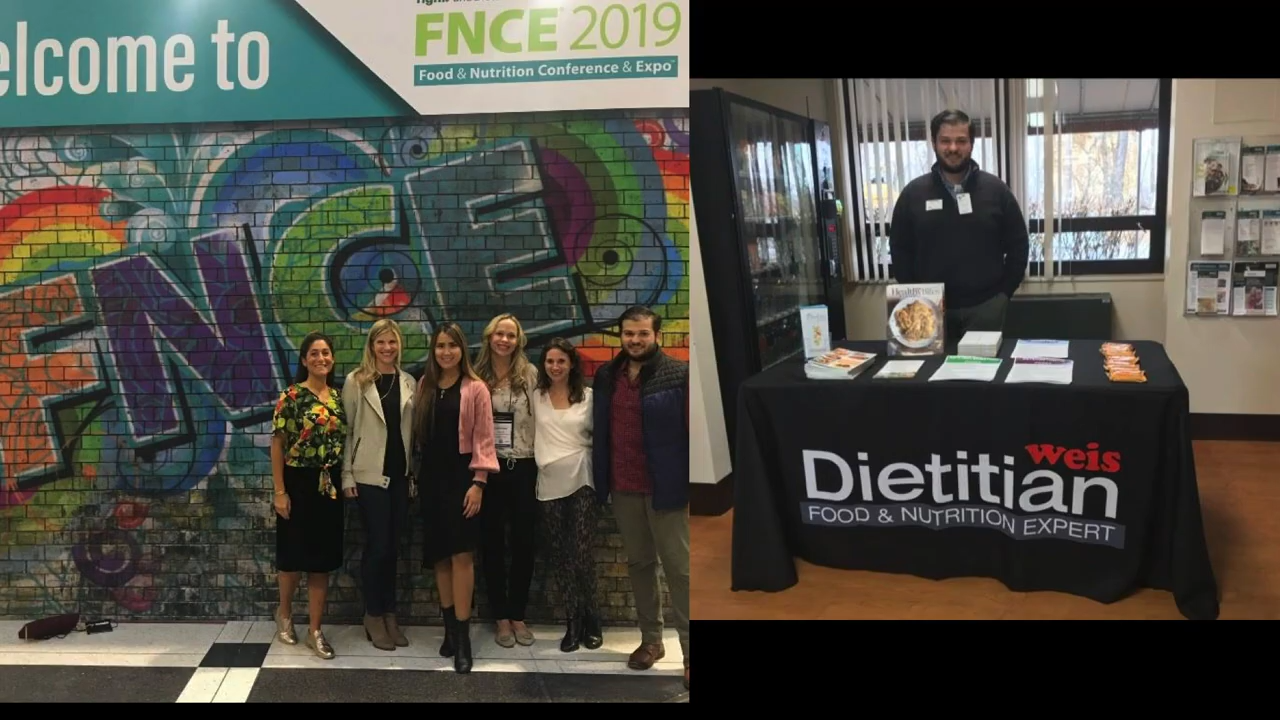 elcome to
FNCE 2019
Food & Nutrition Conference & Expo
FNCE
weis
Dietitian
FOOD & NUTRITION EXPERT